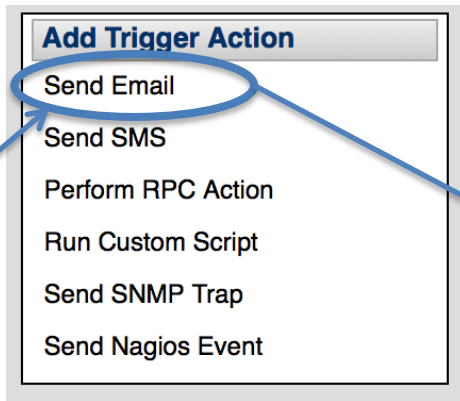 Add Trigger Action
Send Email
Send SMS
Perform RPC Action
Run Custom Script
Send SNMP Trap
Send Nagios Event